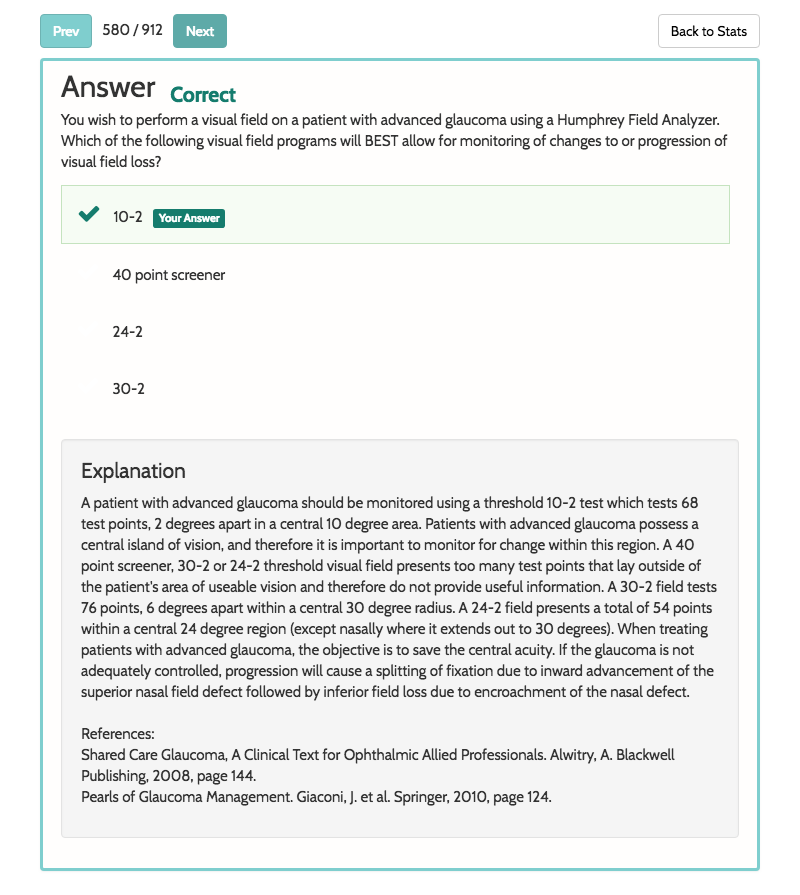 Prev 580 / 912 Next Back to Stats
Answer Correct
You wish to perform a visual field on a patient with advanced glaucoma using a Humphrey Field Analyzer.
Which of the following visual field programs will BEST allow for monitoring of changes to or progression of
visual field loss?
10-2 Your Answer
40 point screener
24-2
30-2
Explanation
A patient with advanced glaucoma should be monitored using a threshold 10-2 test which tests 68
test points, 2 degrees apart in a central 10 degree area. Patients with advanced glaucoma possess a
central island of vision, and therefore it is important to monitor for change within this region. A 40
point screener, 30-2 or 24-2 threshold visual field presents too many test points that lay outside of
the patient's area of useable vision and therefore do not provide useful information. A 30-2 field tests
76 points, 6 degrees apart within a central 30 degree radius. A 24-2 field presents a total of 54 points
within a central 24 degree region (except nasally where it extends out to 30 degrees). When treating
patients with advanced glaucoma, the objective is to save the central acuity. If the glaucoma is not
adequately controlled, progression will cause a splitting of fixation due to inward advancement of the
superior nasal field defect followed by inferior field loss due to encroachment of the nasal defect.
References:
Shared Care Glaucoma, A Clinical Text for Ophthalmic Allied Professionals. Alwitry, A. Blackwell
Publishing, 2008, page 144.
Pearls of Glaucoma Management. Giaconi, J. et al. Springer, 2010, page 124.